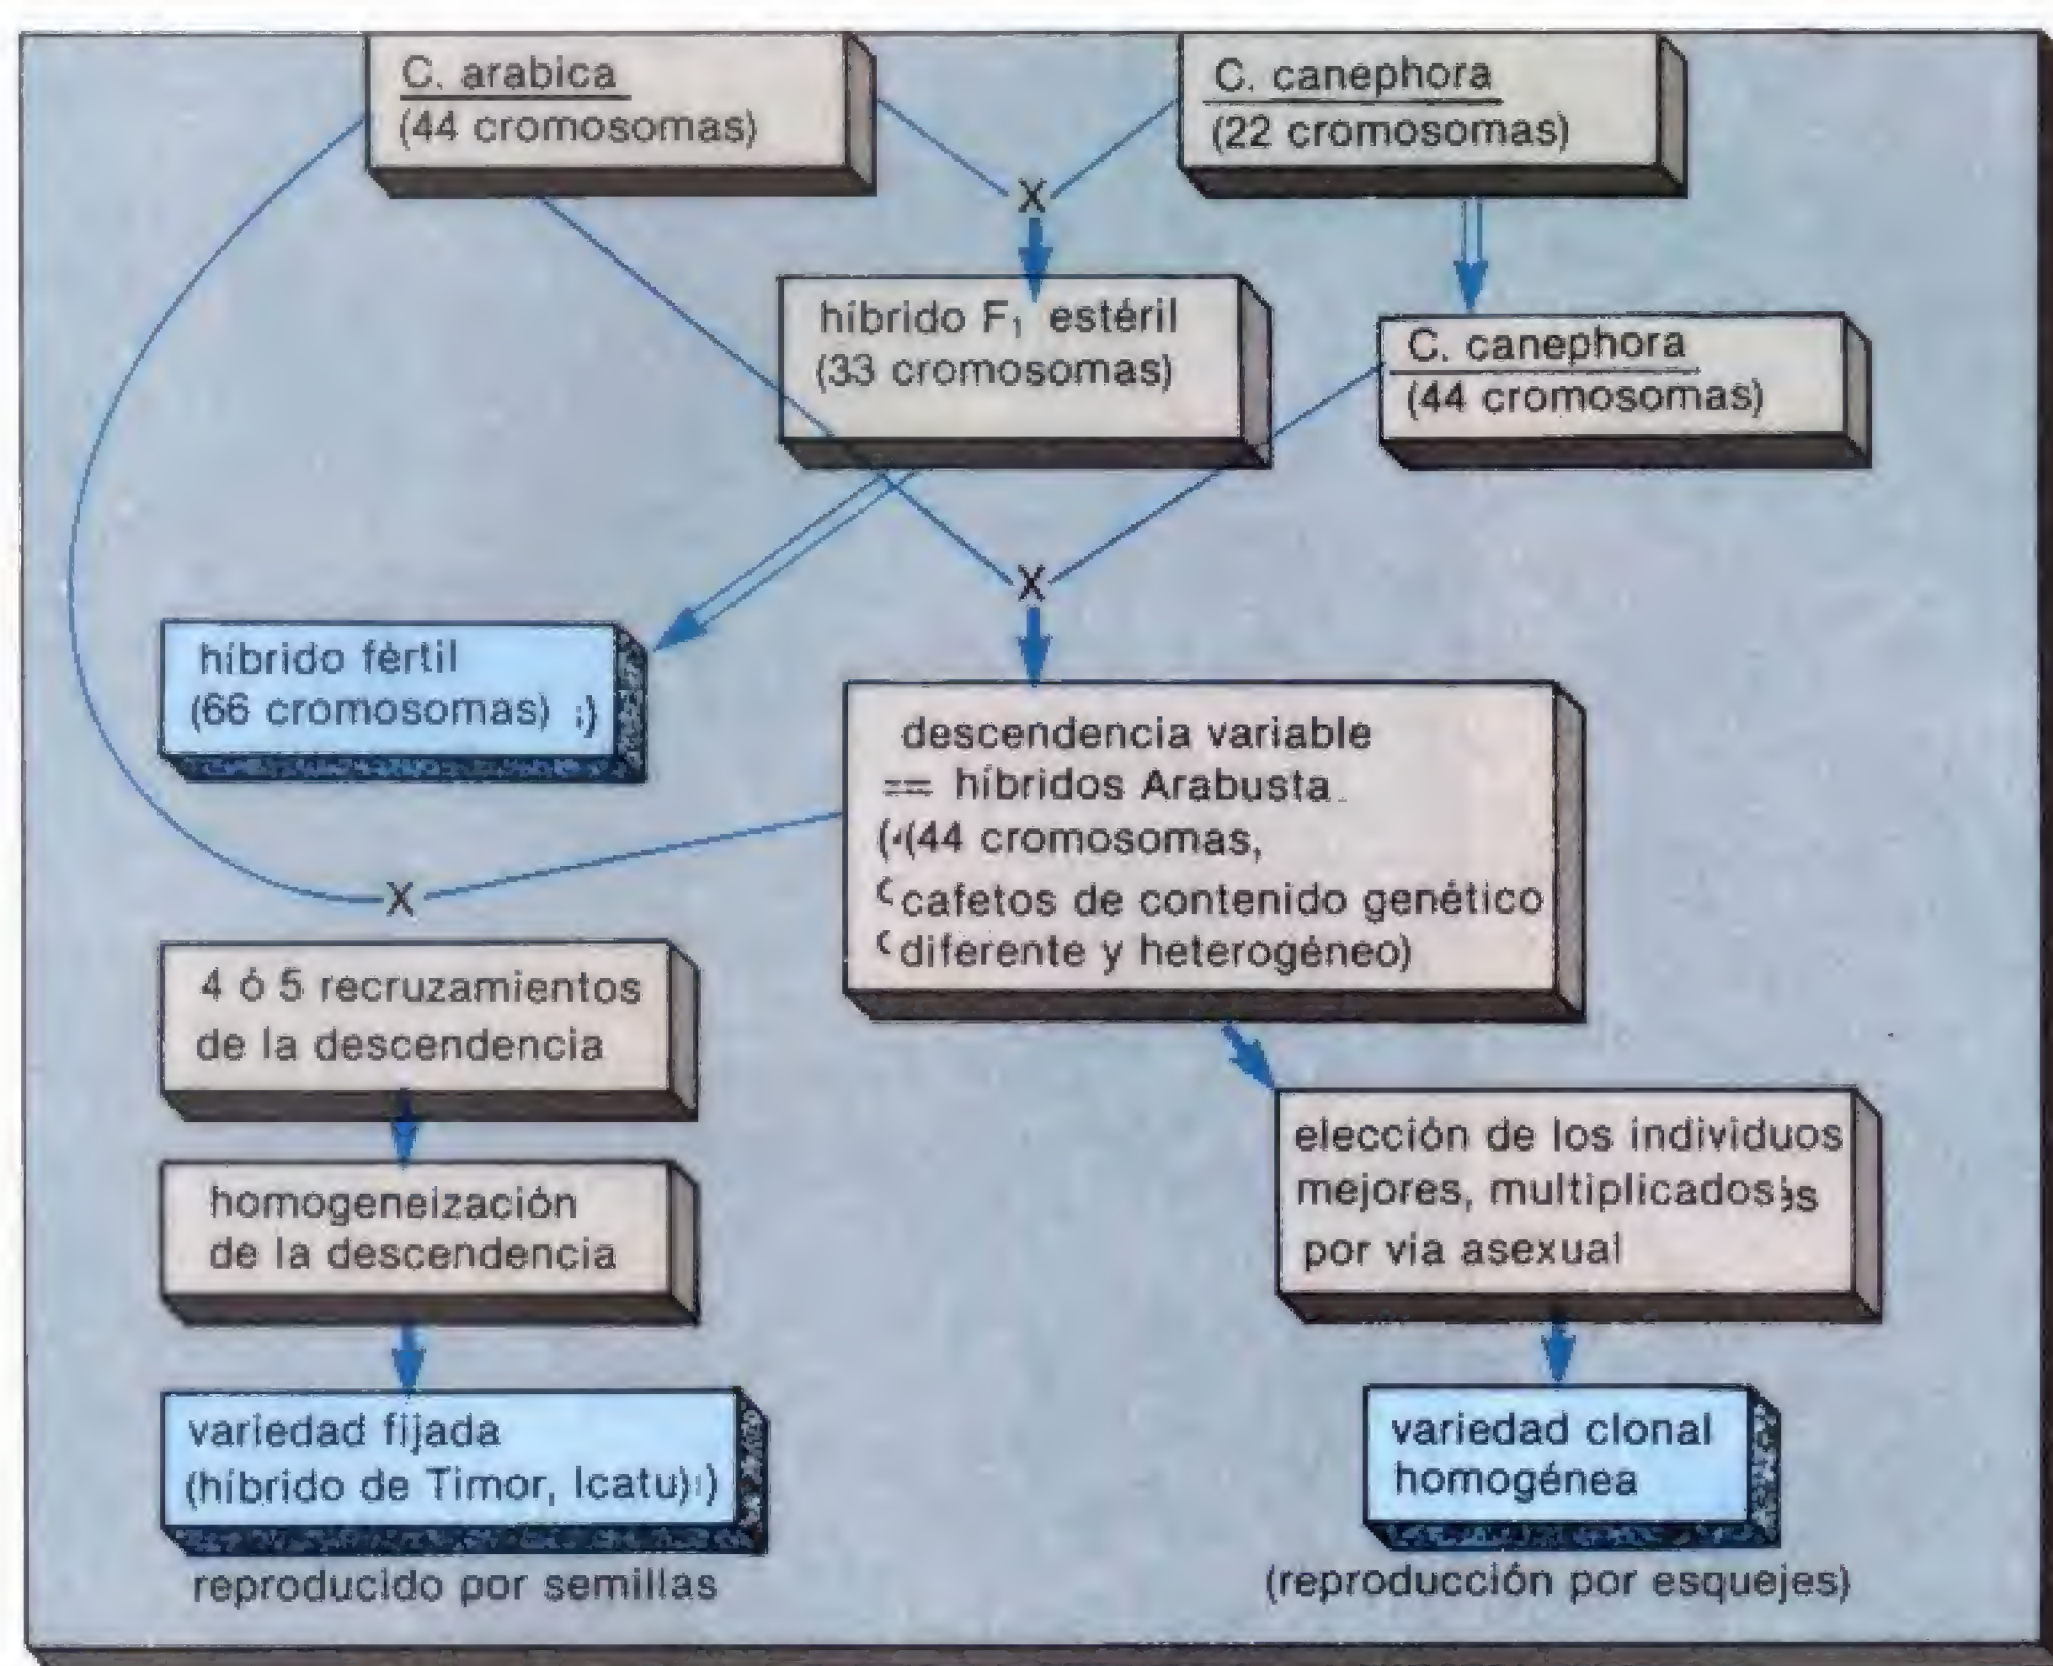 C. arabica
(44 cromosomas)
C. canephora
(22 cromosomas)
X
híbrido F₁ estéril
(33 cromosomas)
C. canephora
(44 cromosomas)
X
híbrido fértil
(66 cromosomas) :)
descendencia variable
== híbridos Arabusta
((44 cromosomas,
cafetos de contenido genético
diferente y heterogéneo)
X
4 ó 5 recruzamientos
de la descendencia
homogeneización
de la descendencia
elección de los individuos
mejores, multiplicados s
por via asexual
variedad fijada
(híbrido de Timor, Icatu) )
reproducido por semillas
variedad clonal
homogénea
(reproducción por esquejes)